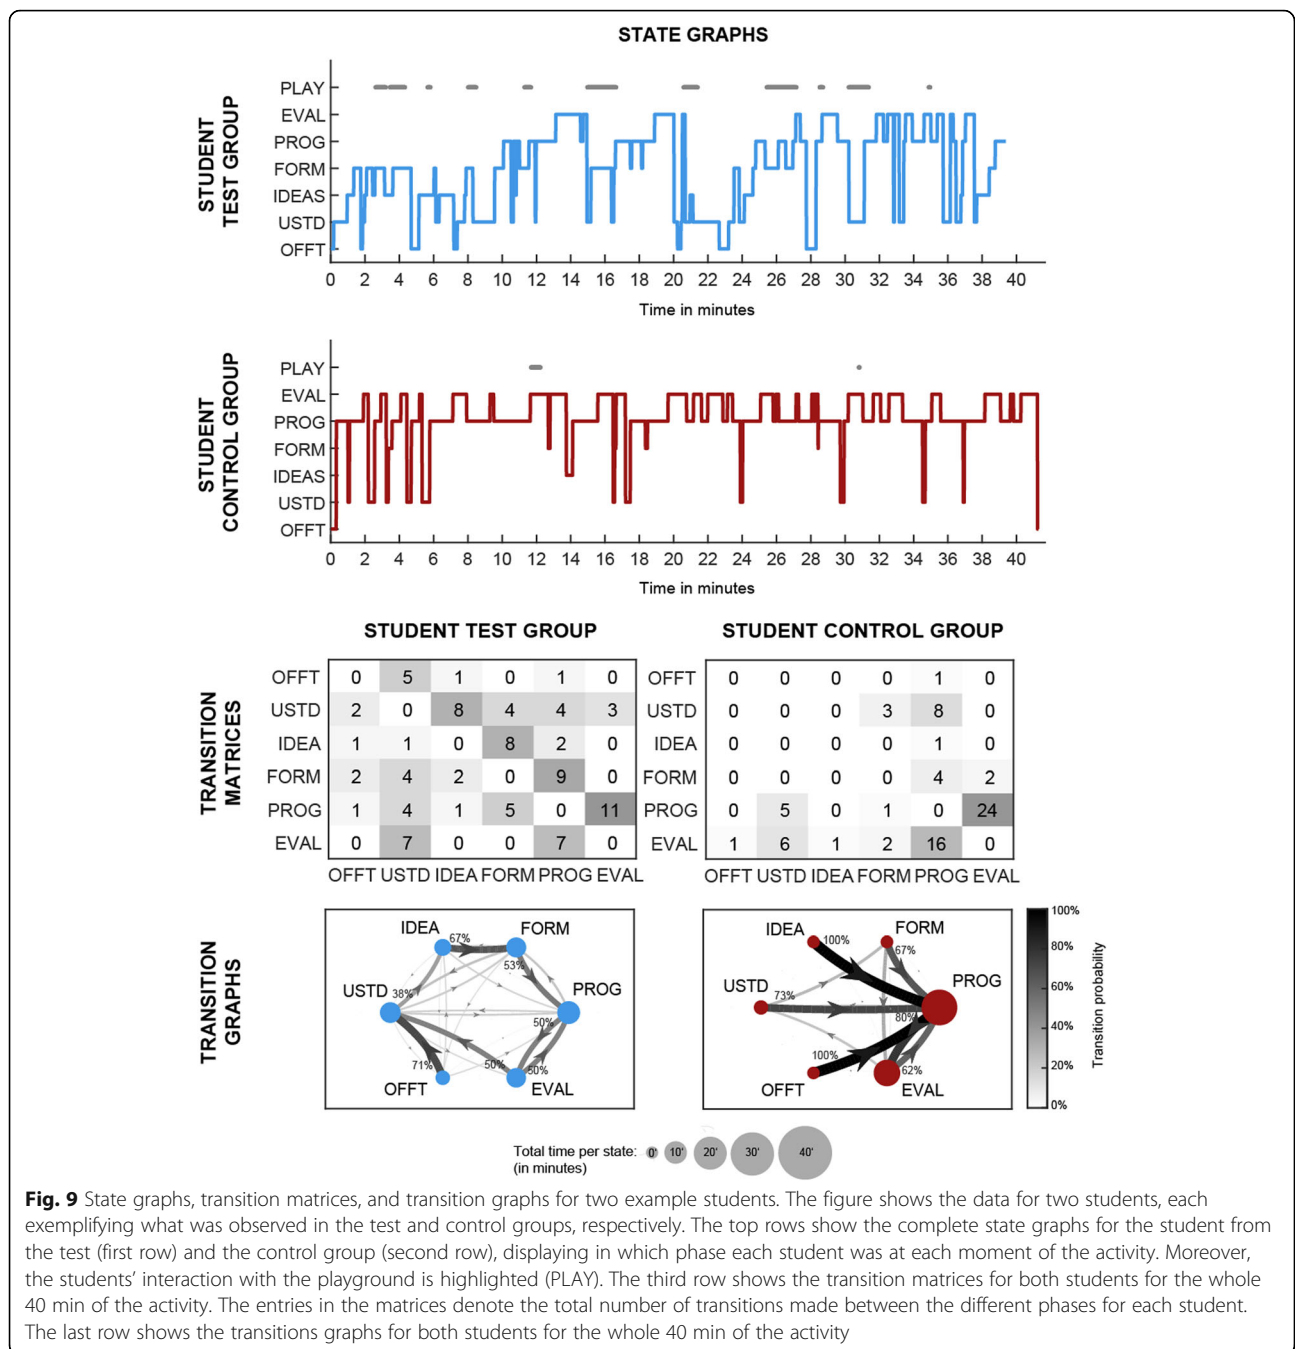 STATE GRAPHS
STUDENT
TEST GROUP
PLAY
EVAL
PROG
FORM
IDEAS
USTD
OFFT
0 2 4 6 8 10 12 14 16 18 20 22 24 26 28 30 32 34 36 38 40
Time in minutes
STUDENT
CONTROL GROUP
PLAY
EVAL
PROG
FORM
IDEAS
USTD
OFFT
0 2 4 6 8 10 12 14 16 18 20 22 24 26 28 30 32 34 36 38 40
Time in minutes
TRANSITION
MATRICES
STUDENT TEST GROUP
OFFT 0 5 1 0 1 0
USTD 2 0 8 4 4 3
IDEA 1 1 0 8 2 0
FORM 2 4 2 0 9 0
PROG 1 4 1 5 0 11
EVAL 0 7 0 0 7 0
OFFT USTD IDEA FORM PROG EVAL
STUDENT CONTROL GROUP
OFFT 0 0 0 0 1 0
USTD 0 0 0 3 8 0
IDEA 0 0 0 0 1 0
FORM 0 0 0 0 4 2
PROG 0 5 0 1 0 24
EVAL 1 6 1 2 16 0
OFFT USTD IDEA FORM PROG EVAL
TRANSITION
GRAPHS
IDEA 67% FORM
53%
USTD 38% PROG
50%
71% 50% 50%
OFFT EVAL
IDEA 100% FORM
67%
PROG
USTD 73%
80%
100% 62%
OFFT EVAL
100%
80%
60%
40%
20%
0%
Transition probability
Total time per state: 0' 10' 20' 30' 40'
(in minutes)
Fig. 9 State graphs, transition matrices, and transition graphs for two example students. The figure shows the data for two students, each
exemplifying what was observed in the test and control groups, respectively. The top rows show the complete state graphs for the student from
the test (first row) and the control group (second row), displaying in which phase each student was at each moment of the activity. Moreover,
the students' interaction with the playground is highlighted (PLAY). The third row shows the transition matrices for both students for the whole
40 min of the activity. The entries in the matrices denote the total number of transitions made between the different phases for each student.
The last row shows the transitions graphs for both students for the whole 40 min of the activity